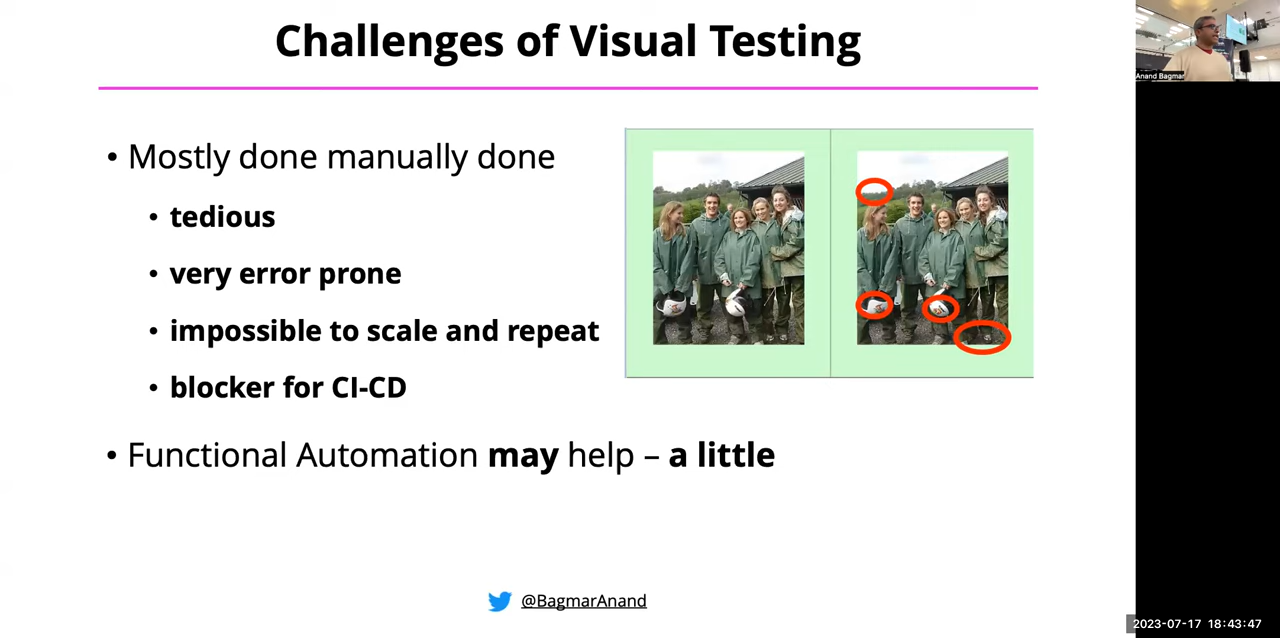 Challenges of Visual Testing
Anand Bagmar
• Mostly done manually done
• tedious
• very error prone
• impossible to scale and repeat
• blocker for CI-CD
• Functional Automation may help – a little
@BagmarAnand
2023-07-17 18:43:47